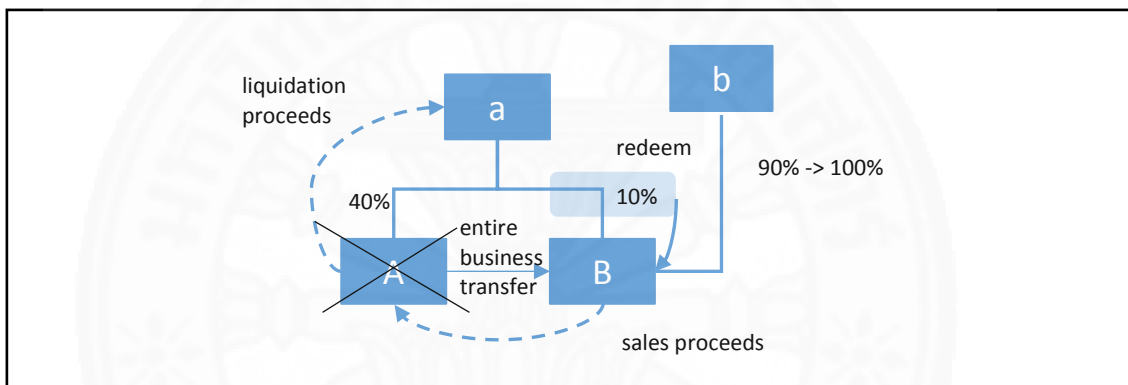 b
liquidation
proceeds
a
redeem
90% -> 100%
40%
10%
entire
business
transfer
A
B
sales proceeds